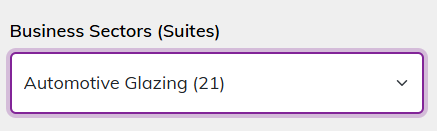 Business Sectors (Suites)
Automotive Glazing (21)